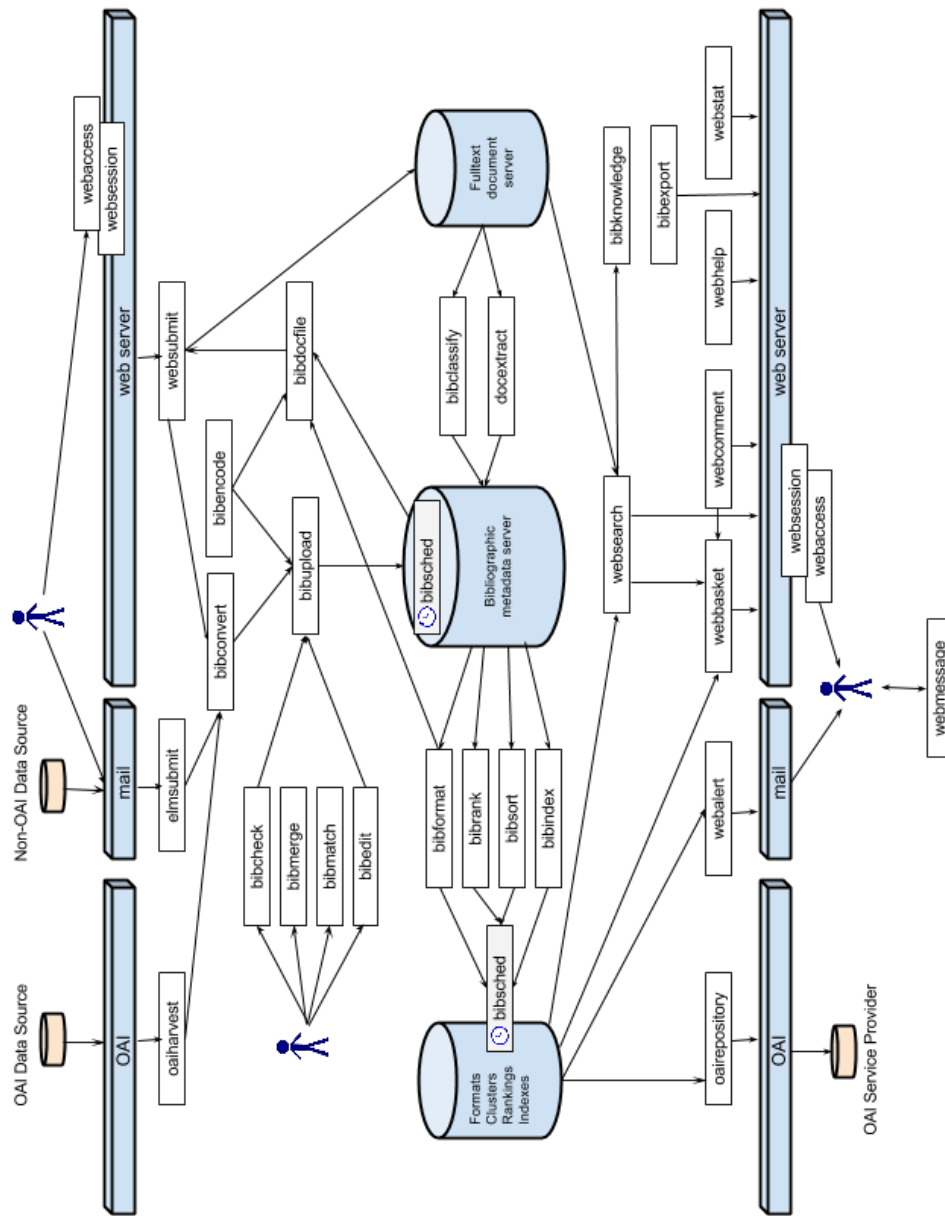 OAI Data Source
Non-OAI Data Source
OAI
mail
web server
webaccess
websession
oaiharvest
elmsubmit
websubmit
bibconvert
bibencode
bibcheck
bibmerge
bibmatch
bibedit
bibupload
bibdocfile
Formats
Clusters
Rankings
Indexes
bibsched
bibformat
bibrank
bibsort
bibindex
bibsched
Bibliographic
metadata server
bibclassify
docextract
Fulltext
document
server
websearch
bibknowledge
bibexport
oairepository
webalert
webbasket
webcomment
webhelp
webstat
OAI
mail
web server
websession
webaccess
OAI Service Provider
webmessage